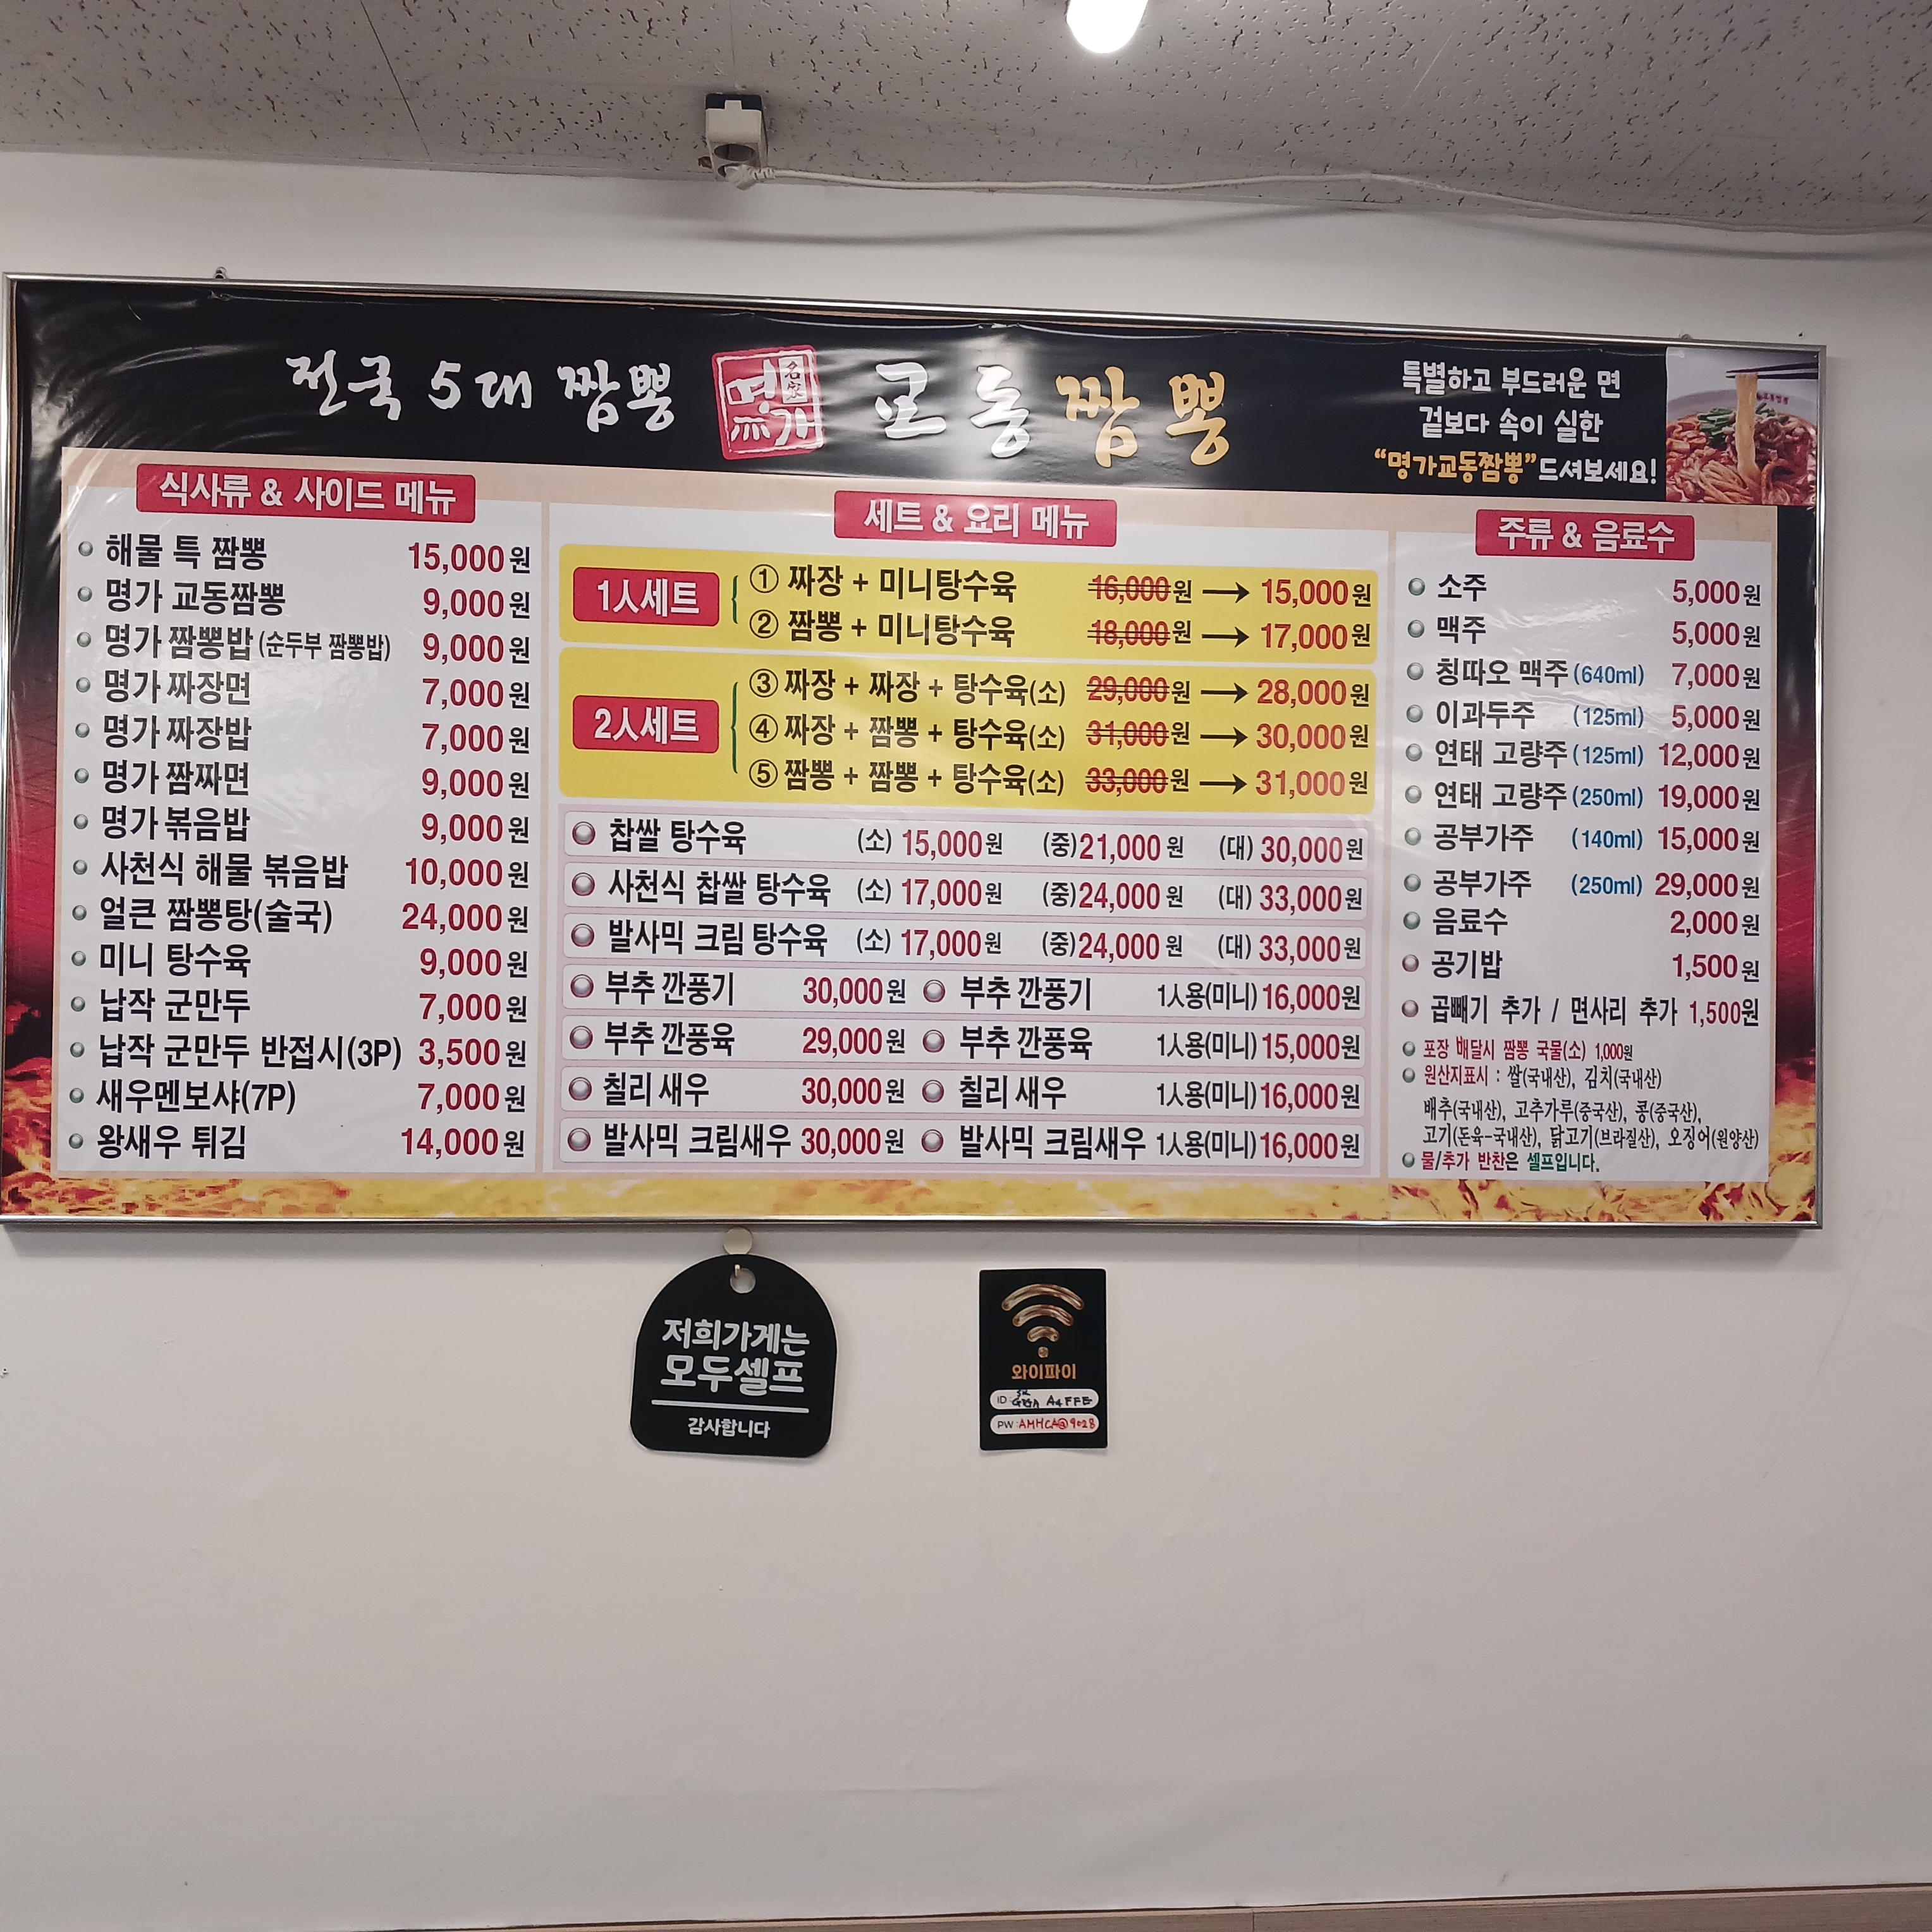 전국 5대 짬뽕 명가 名家 교동짬뽕
특별하고 부드러운 면
겉보다 속이 실한
“명가교동짬뽕”드셔보세요!
식사류 & 사이드 메뉴
해물 특 짬뽕 15,000원
명가 교동짬뽕 9,000원
명가 짬뽕밥(순두부 짬뽕밥) 9,000원
명가 짜장면 7,000원
명가 짜장밥 7,000원
명가 짬짜면 9,000원
명가 볶음밥 9,000원
사천식 해물 볶음밥 10,000원
얼큰 짬뽕탕(술국) 24,000원
미니 탕수육 9,000원
납작 군만두 7,000원
납작 군만두 반접시(3P) 3,500원
새우멘보샤(7P) 7,000원
왕새우 튀김 14,000원
세트 & 요리 메뉴
1人세트
① 짜장 + 미니탕수육 16,000원 → 15,000원
② 짬뽕 + 미니탕수육 18,000원 → 17,000원
2人세트
③ 짜장 + 짜장 + 탕수육(소) 29,000원 → 28,000원
④ 짜장 + 짬뽕 + 탕수육(소) 31,000원 → 30,000원
⑤ 짬뽕 + 짬뽕 + 탕수육(소) 33,000원 → 31,000원
찹쌀 탕수육 (소) 15,000원 (중)21,000원 (대) 30,000원
사천식 찹쌀 탕수육 (소) 17,000원 (중)24,000원 (대) 33,000원
발사믹 크림 탕수육 (소) 17,000원 (중)24,000원 (대) 33,000원
부추 깐풍기 30,000원 부추 깐풍기 1人용(미니) 16,000원
부추 깐풍육 29,000원 부추 깐풍육 1人용(미니) 15,000원
칠리 새우 30,000원 칠리 새우 1人용(미니) 16,000원
발사믹 크림새우 30,000원 발사믹 크림새우 1人용(미니) 16,000원
주류 & 음료수
소주 5,000원
맥주 5,000원
칭따오 맥주 (640ml) 7,000원
이과두주 (125ml) 5,000원
연태 고량주 (125ml) 12,000원
연태 고량주 (250ml) 19,000원
공부가주 (140ml) 15,000원
공부가주 (250ml) 29,000원
음료수 2,000원
공기밥 1,500원
곱빼기 추가 / 면사리 추가 1,500원
포장 배달시 짬뽕 국물(소) 1,000원
원산지표시 : 쌀(국내산), 김치(국내산)
배추(국내산), 고추가루(중국산), 콩(중국산),
고기(돈육-국내산), 닭고기(브라질산), 오징어(원양산)
물/추가 반찬은 셀프입니다.
저희가게는
모두셀프
감사합니다
와이파이
ID: SK GIGA A4FFE
PW: AMHCA@9028